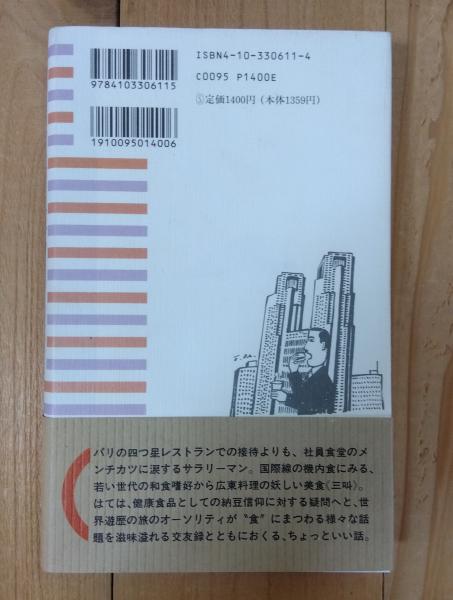 ISBN4-10-330611-4
C0095 P1400E
9784103306115
Ⓢ定価1400円（本体1359円）
1910095014006
パリの四つ星レストランでの接待よりも、社員食堂のメ
ンチカツに涙するサラリーマン。国際線の機内食にみる、
若い世代の和食嗜好から広東料理の妖しい美食〈三叫〉。
はては、健康食品としての納豆信仰に対する疑問へと、世
界遊歴の旅のオーソリティが〝食〟にまつわる様々な話
題を滋味溢れる交友録とともにおくる、ちょっといい話。